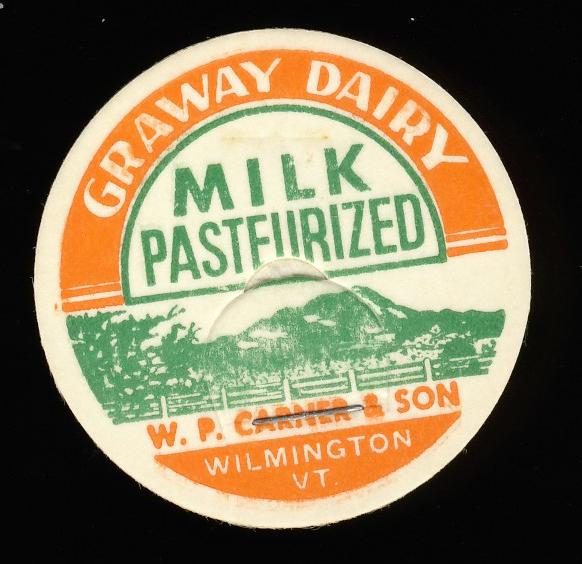 GRAWAY DAIRY
MILK
PASTEURIZED
W. P. CARNER & SON
WILMINGTON
VT.